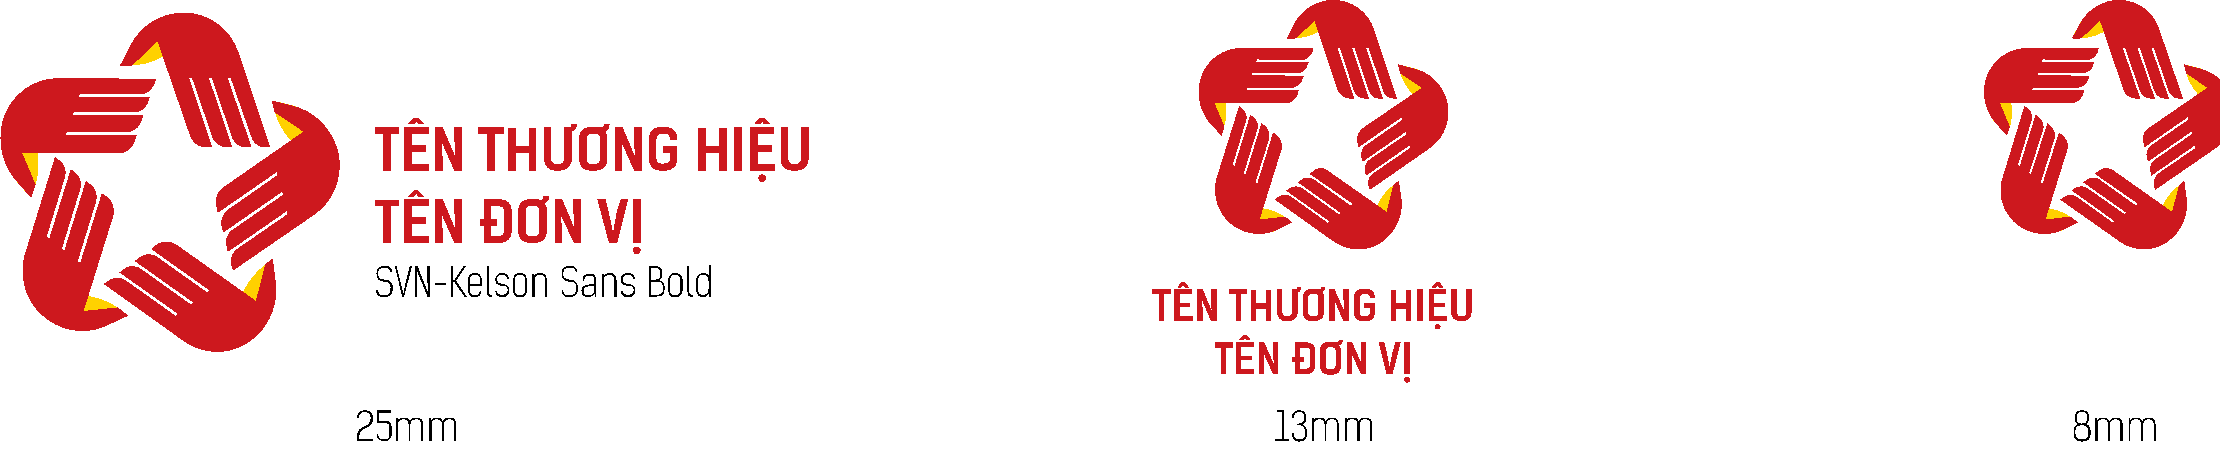 TÊN THƯƠNG HIỆU
TÊN ĐƠN VỊ
SVN-Kelson Sans Bold
25mm
TÊN THƯƠNG HIỆU
TÊN ĐƠN VỊ
13mm
8mm